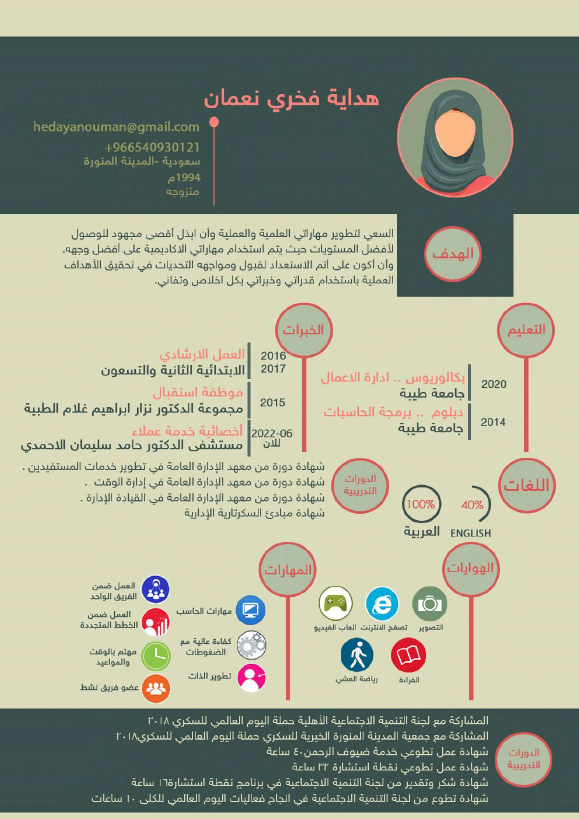 هداية فخري نعمان
hedayanouman@gmail.com
+966540930121
سعودية -المدينة المنورة
1994م
متزوجه
الهدف
السعي لتطوير مهاراتي العلمية والعملية وأن ابذل أقصى مجهود للوصول
لأفضل المستويات حيث يتم استخدام مهاراتي الاكاديمية على أفضل وجهه.
وأن أكون على أتم الاستعداد لقبول ومواجهه التحديات في تحقيق الأهداف
العملية باستخدام قدراتي وخبراتي بكل اخلاص وتفاني.
التعليم
2020
بكالوريوس .. ادارة الاعمال
جامعة طيبة
2014
دبلوم .. برمجة الحاسبات
جامعة طيبة
الخبرات
2016
2017
العمل الارشادي
الابتدائية الثانية والتسعون
2015
موظفة استقبال
مجموعة الدكتور نزار ابراهيم غلام الطبية
2022-06
للان
أخصائية خدمة عملاء
مستشفى الدكتور حامد سليمان الاحمدي
اللغات
40%
ENGLISH
100%
العربية
الدورات
التدريبية
شهادة دورة من معهد الإدارة العامة في تطوير خدمات المستفيدين .
شهادة دورة من معهد الإدارة العامة في إدارة الوقت .
شهادة دورة من معهد الإدارة العامة في القيادة الإدارة .
شهادة مبادئ السكرتارية الإدارية
الهوايات
التصوير
تصفح الانترنت
العاب الفيديو
القراءة
رياضة المشي
المهارات
مهارات الحاسب
كفاءة عالية مع
الضغوطات
تطوير الذات
العمل ضمن
الفريق الواحد
العمل ضمن
الخطط المتجددة
مهتم بالوقت
والمواعيد
عضو فريق نشط
الدورات
التدريبية
المشاركة مع لجنة التنمية الاجتماعية الأهلية حملة اليوم العالمي للسكري ٢٠١٨
المشاركة مع جمعية المدينة المنورة الخيرية للسكري حملة اليوم العالمي للسكري٢٠١٨
شهادة عمل تطوعي خدمة ضيوف الرحمن٤٠ ساعة
شهادة عمل تطوعي نقطة استشارة ٣٢ ساعة
شهادة شكر وتقدير من لجنة التنمية الاجتماعية في برنامج نقطة استشارة١٦ ساعة
شهادة تطوع من لجنة التنمية الاجتماعية في انجاح فعاليات اليوم العالمي للكلى ١٠ ساعات